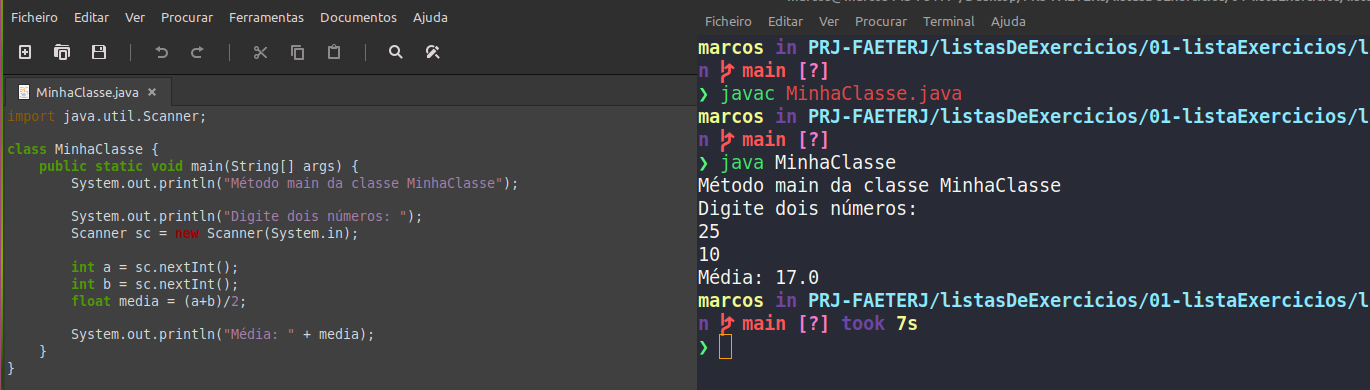 Ficheiro Editar Ver Procurar Ferramentas Documentos Ajuda
MinhaClasse.java ×
import java.util.Scanner;
class MinhaClasse {
public static void main(String[] args) {
System.out.println("Método main da classe MinhaClasse");
System.out.println("Digite dois números: ");
Scanner sc = new Scanner(System.in);
int a = sc.nextInt();
int b = sc.nextInt();
float media = (a+b)/2;
System.out.println("Média: " + media);
}
}
Ficheiro Editar Ver Procurar Terminal Ajuda
marcos in PRJ-FAETERJ/listasDeExercicios/01-listaExercicios/l
n main [?]
❯ javac MinhaClasse.java
marcos in PRJ-FAETERJ/listasDeExercicios/01-listaExercicios/l
n main [?]
❯ java MinhaClasse
Método main da classe MinhaClasse
Digite dois números:
25
10
Média: 17.0
marcos in PRJ-FAETERJ/listasDeExercicios/01-listaExercicios/l
n main [?] took 7s
❯